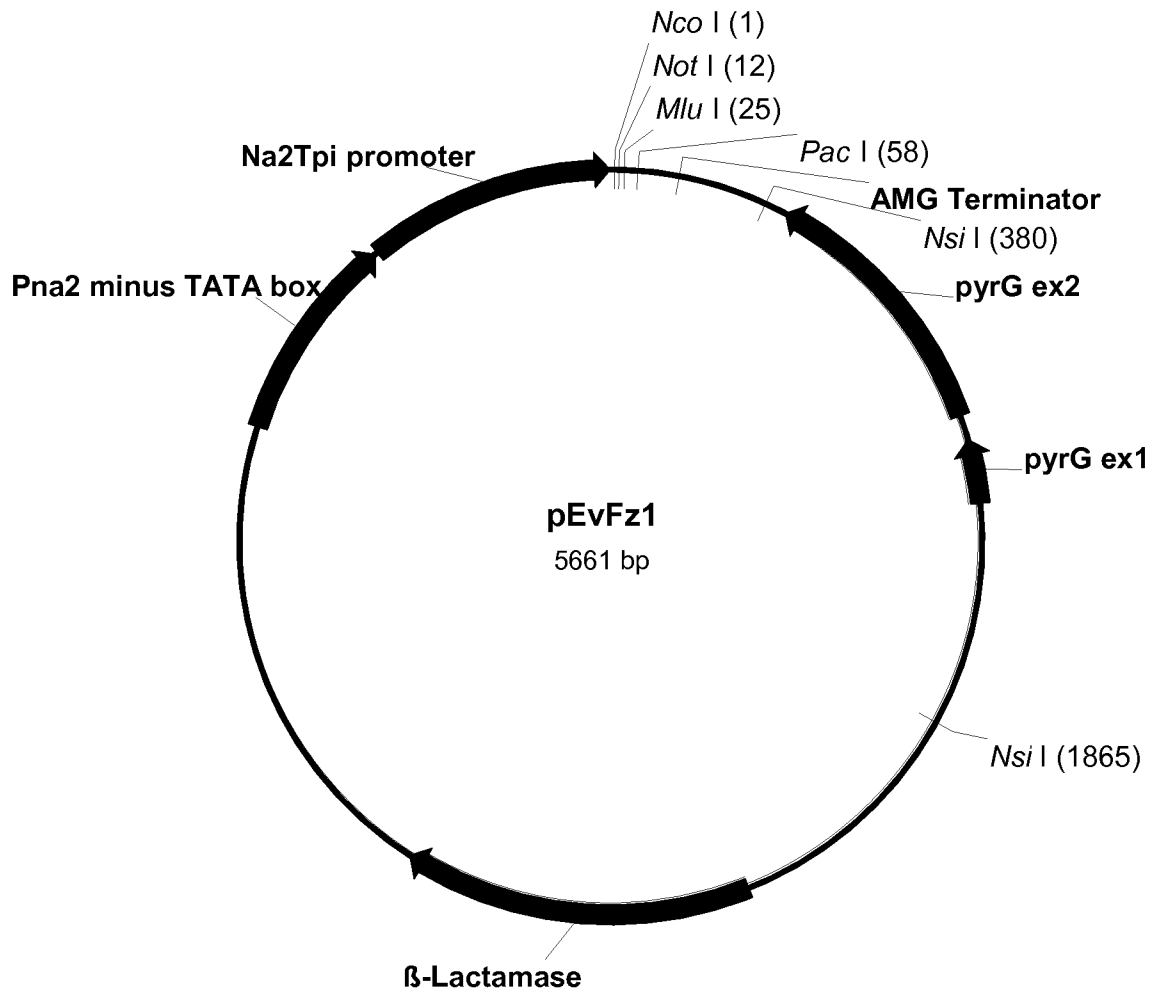 Nco I (1)
Not I (12)
Mlu I (25)
Pac I (58)
Na2Tpi promoter
AMG Terminator
Nsi I (380)
Pna2 minus TATA box
pyrG ex2
pyrG ex1
pEvFz1
5661 bp
Nsi I (1865)
ß-Lactamase